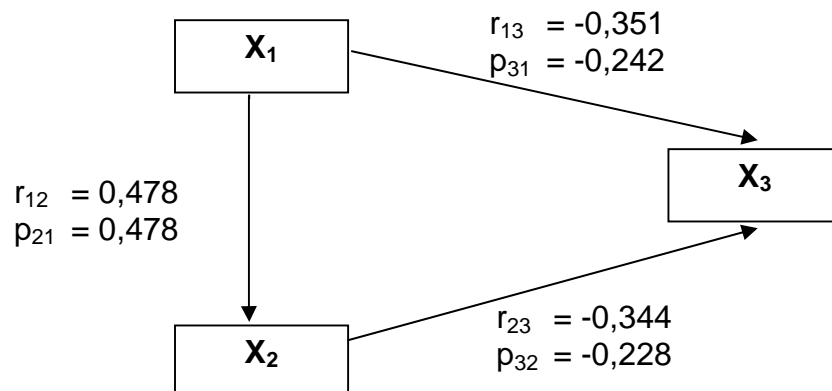 X₁
r₁₃ = -0,351
p₃₁ = -0,242
X₃
r₁₂ = 0,478
p₂₁ = 0,478
X₂
r₂₃ = -0,344
p₃₂ = -0,228